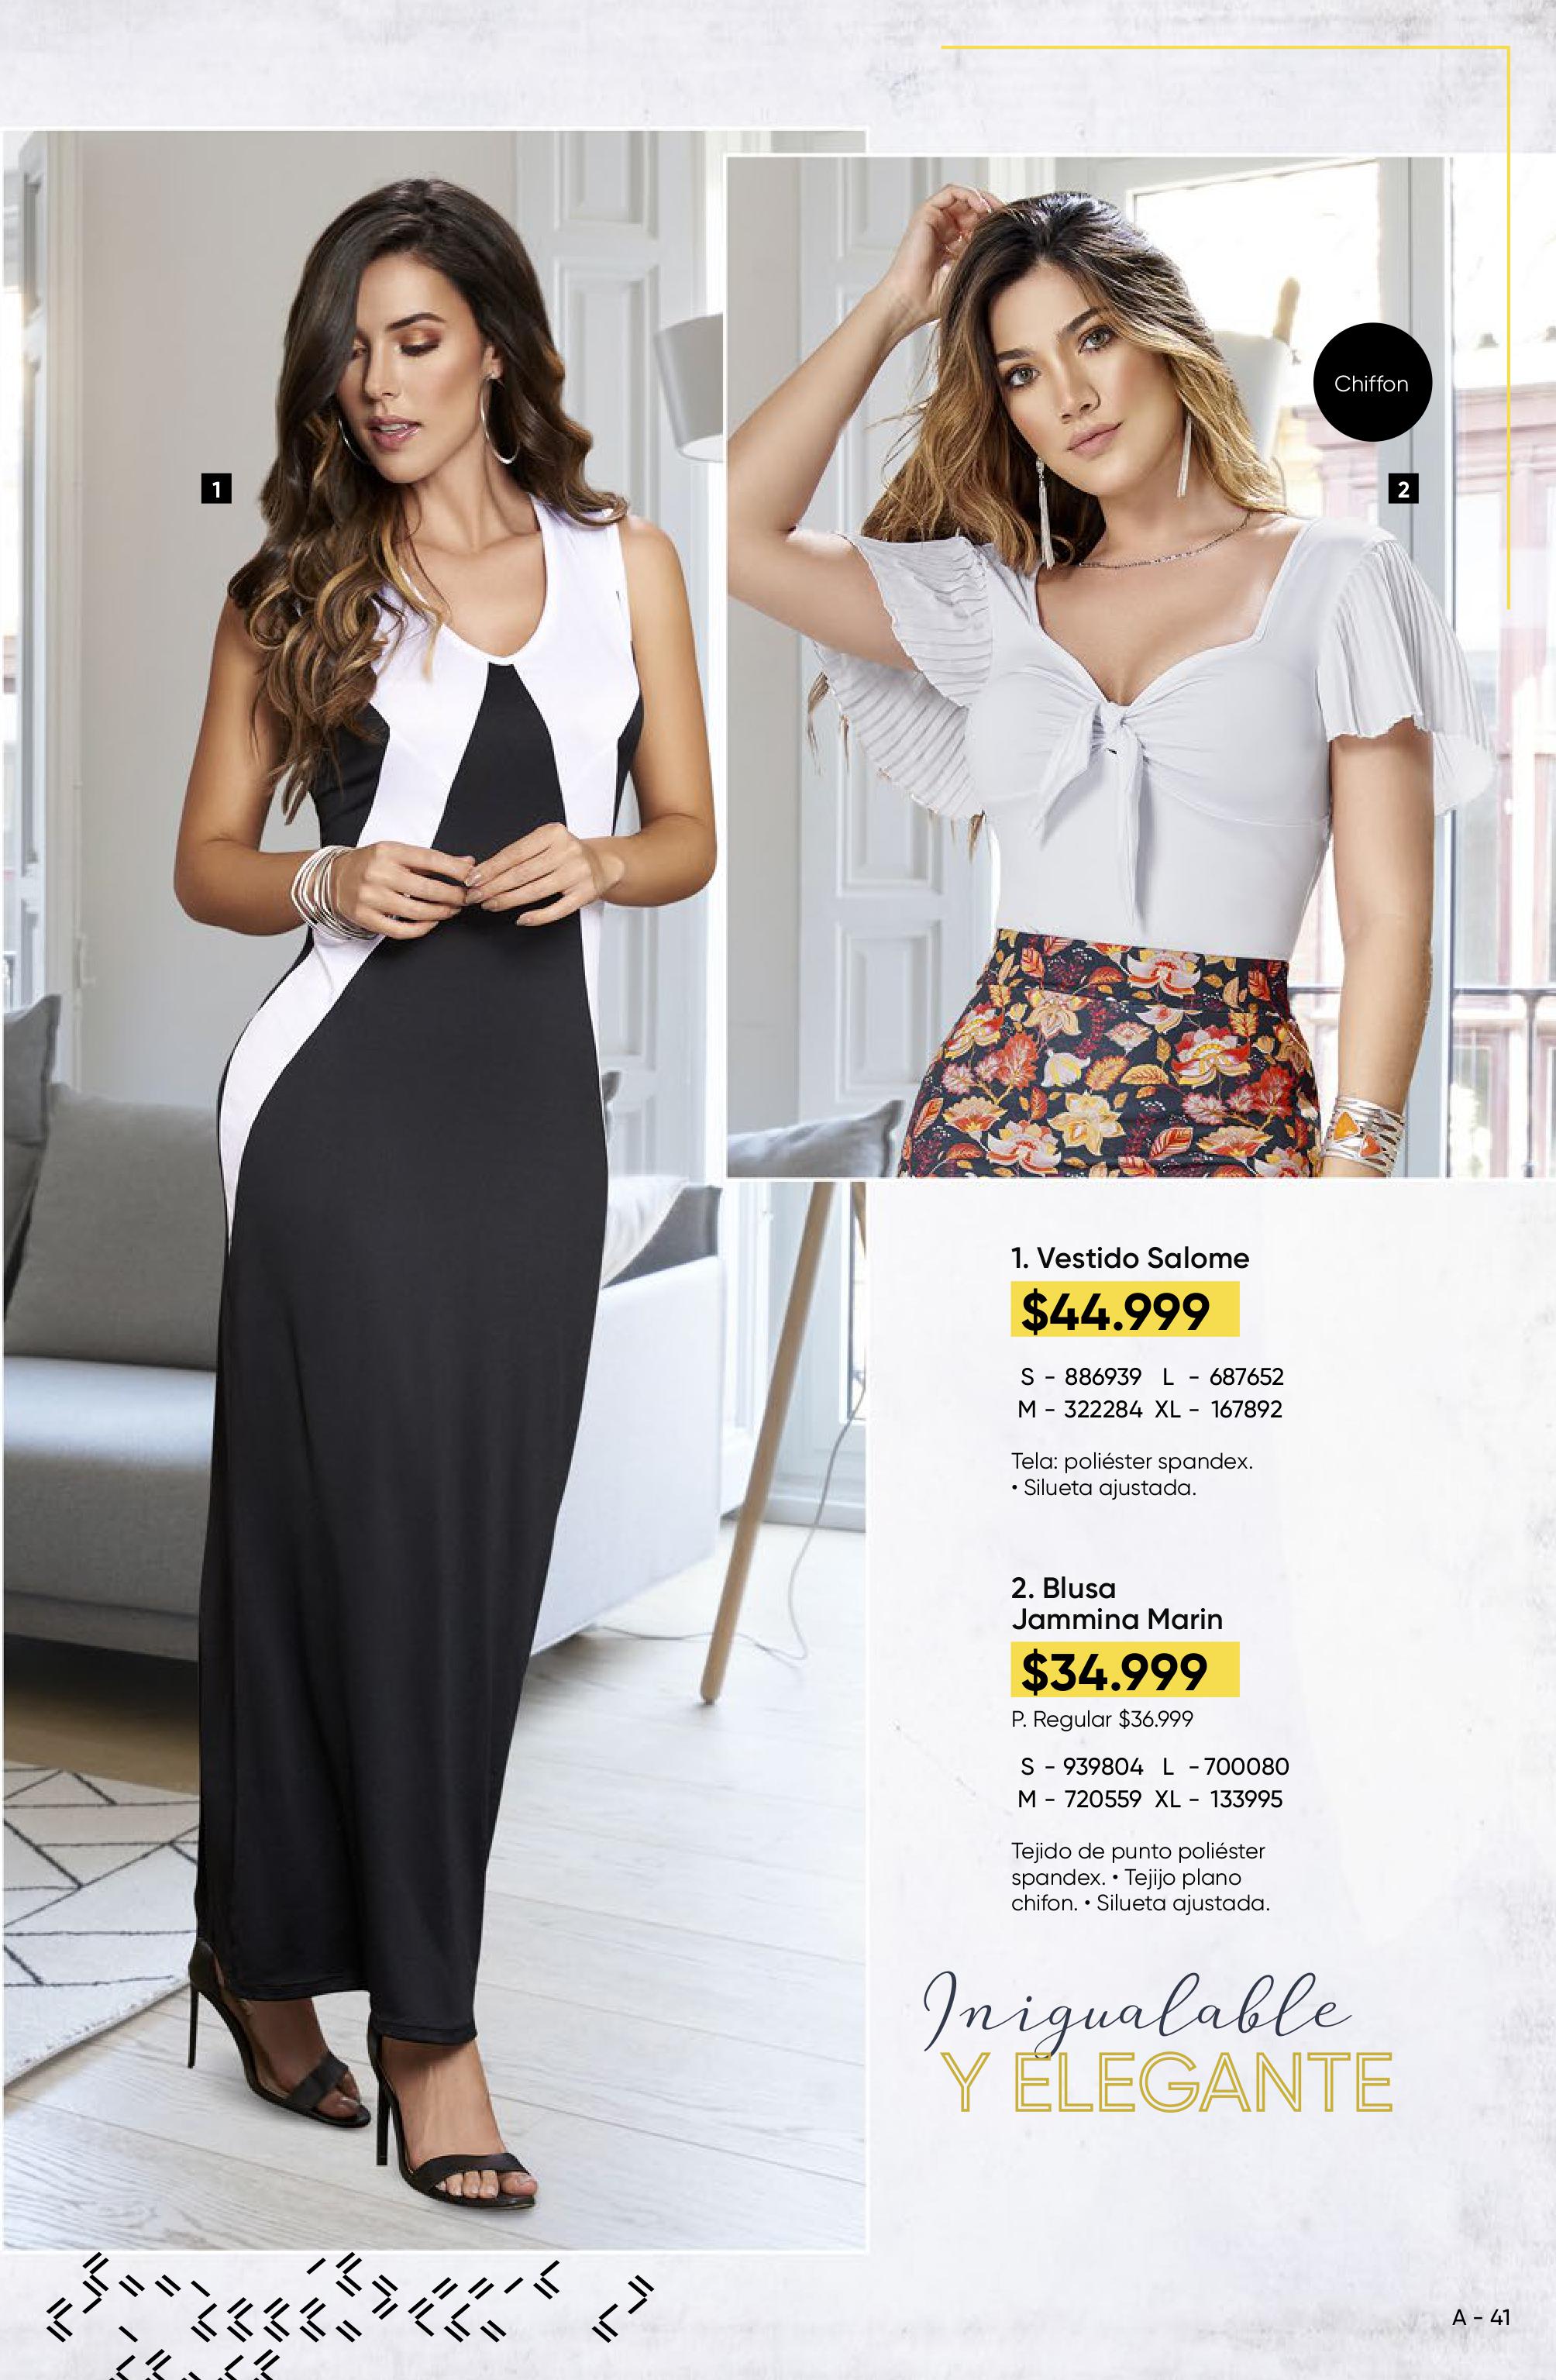 1
Chiffon
2
1. Vestido Salome
$44.999
S - 886939 L - 687652
M - 322284 XL - 167892
Tela: poliéster spandex.
• Silueta ajustada.
2. Blusa
Jammina Marin
$34.999
P. Regular $36.999
S - 939804 L -700080
M - 720559 XL - 133995
Tejido de punto poliéster
spandex. • Tejijo plano
chifon. • Silueta ajustada.
Inigualable
Y ELEGANTE
A - 41